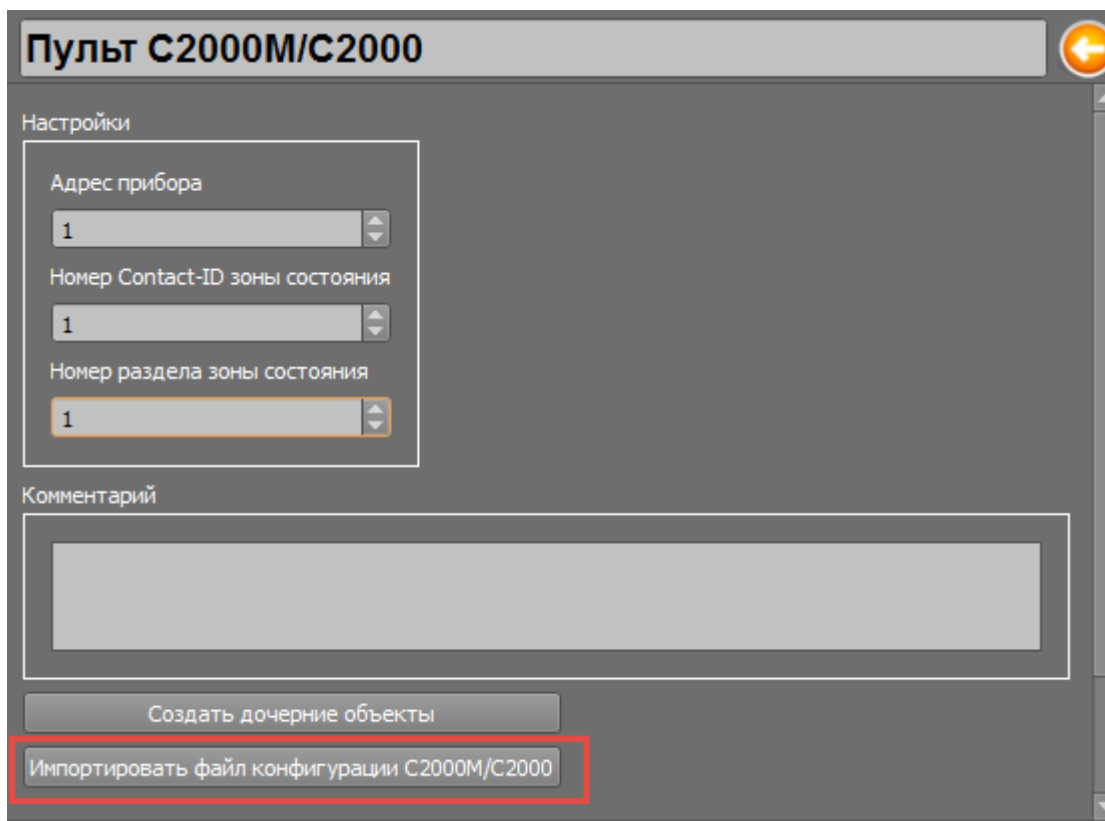 Пульт С2000М/С2000
Настройки
Адрес прибора
1
Номер Contact-ID зоны состояния
1
Номер раздела зоны состояния
1
Комментарий
Создать дочерние объекты
Импортировать файл конфигурации С2000М/С2000